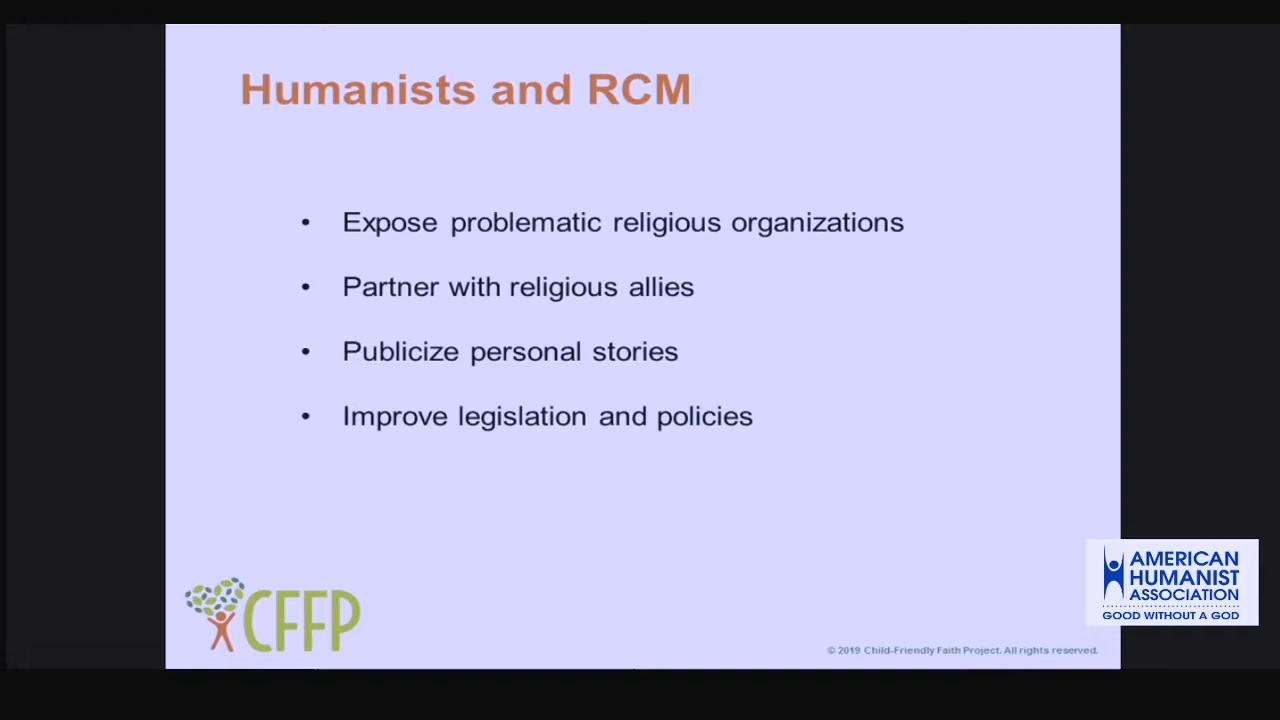 Humanists and RCM
• Expose problematic religious organizations
• Partner with religious allies
• Publicize personal stories
• Improve legislation and policies
CFFP
© 2019 Child-Friendly Faith Project. All rights reserved.
AMERICAN
HUMANIST
ASSOCIATION
GOOD WITHOUT A GOD